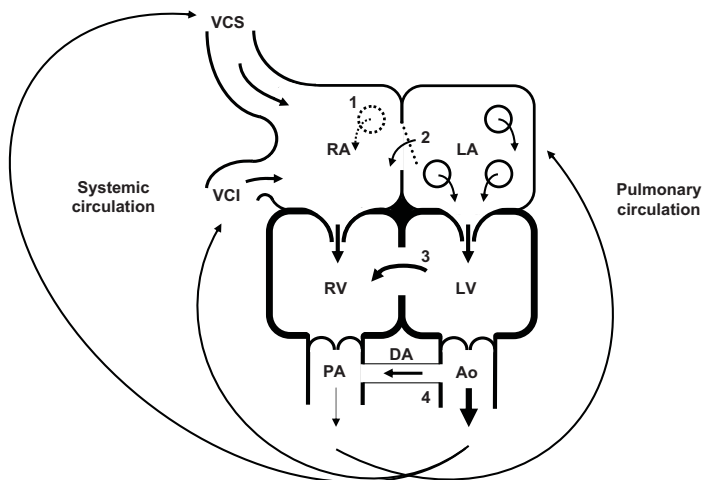 VCS
1
2
RA
LA
Systemic
circulation
VCI
Pulmonary
circulation
3
RV
LV
DA
PA
Ao
4